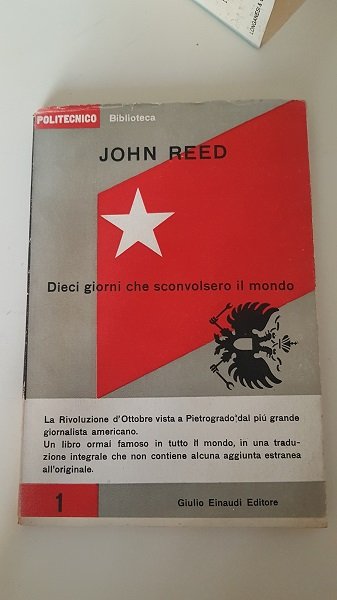 LONGANESI &
POLITECNICO Biblioteca
JOHN REED
Dieci giorni che sconvolsero il mondo
La Rivoluzione d'Ottobre vista a Pietrogrado dal piú grande
giornalista americano.
Un libro ormai famoso in tutto il mondo, in una tradu-
zione integrale che non contiene alcuna aggiunta estranea
all'originale.
1 Giulio Einaudi Editore